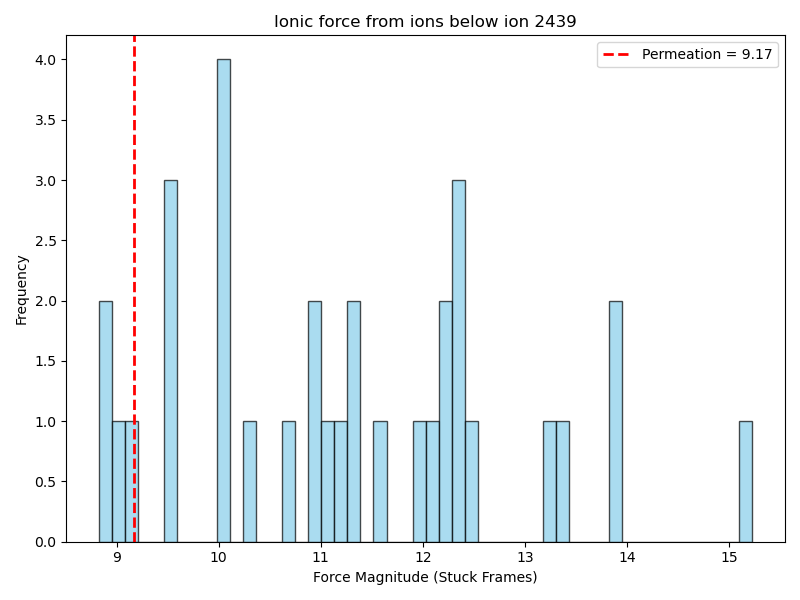 Ionic force from ions below ion 2439
Permeation = 9.17
Frequency
4.0
3.5
3.0
2.5
2.0
1.5
1.0
0.5
0.0
9 10 11 12 13 14 15
Force Magnitude (Stuck Frames)